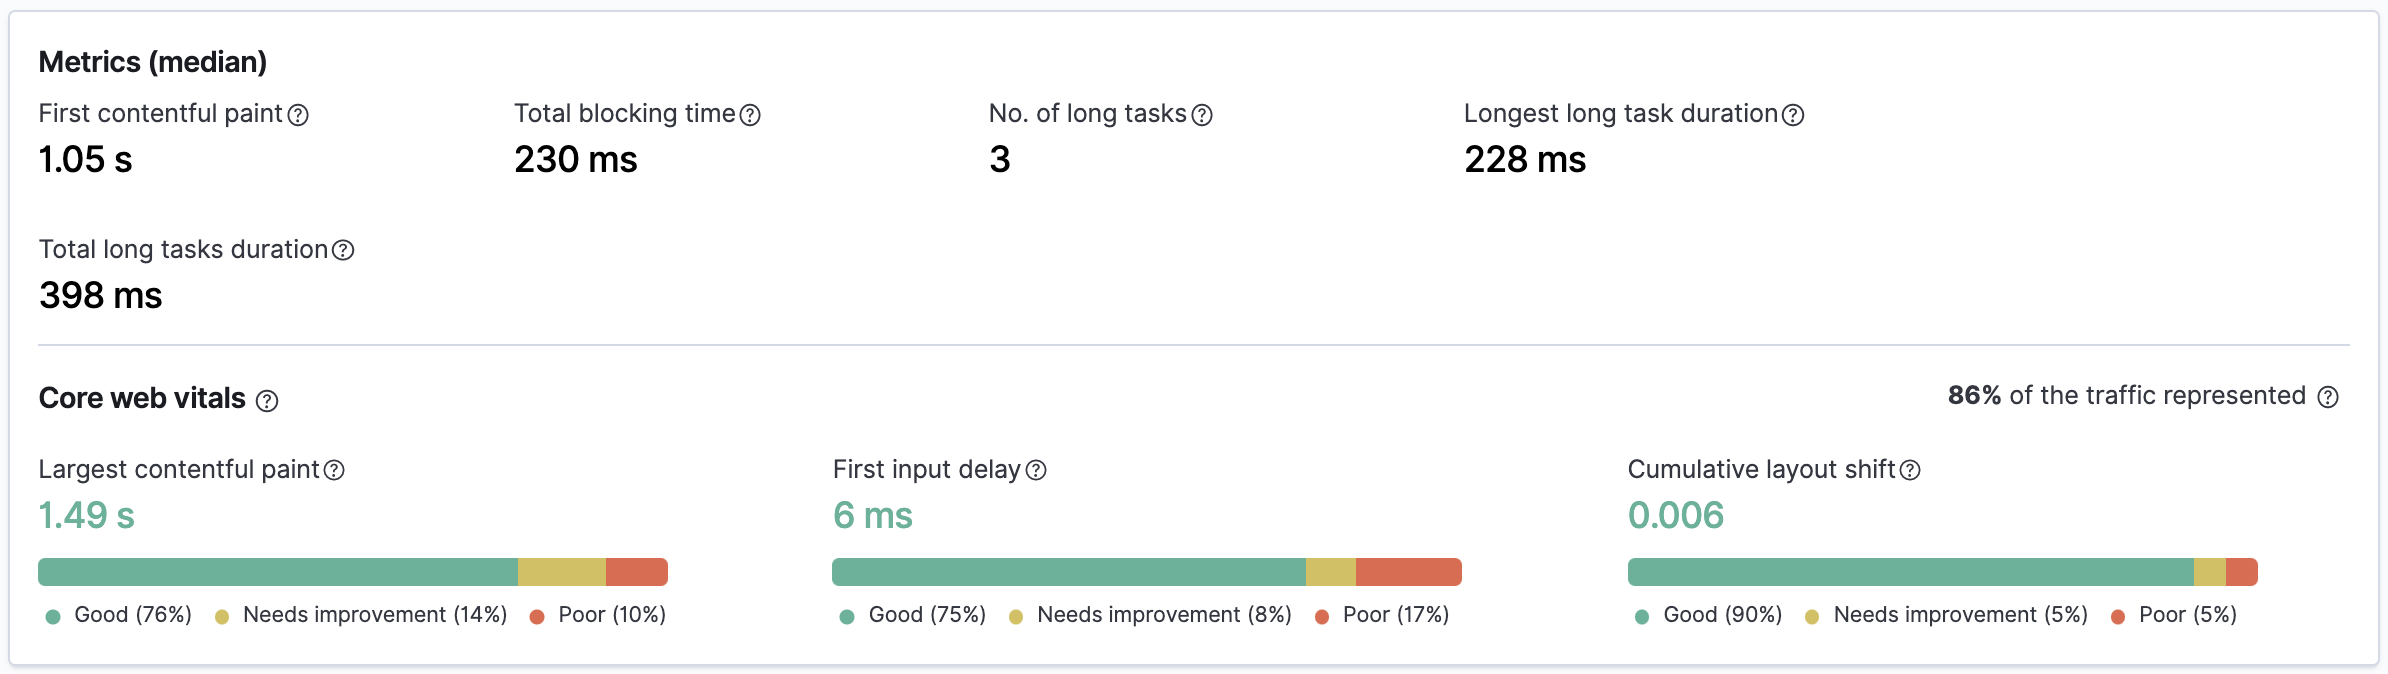 Metrics (median)
First contentful paint
1.05 s
Total blocking time
230 ms
No. of long tasks
3
Longest long task duration
228 ms
Total long tasks duration
398 ms
Core web vitals
86% of the traffic represented
Largest contentful paint
1.49 s
Good (76%) Needs improvement (14%) Poor (10%)
First input delay
6 ms
Good (75%) Needs improvement (8%) Poor (17%)
Cumulative layout shift
0.006
Good (90%) Needs improvement (5%) Poor (5%)